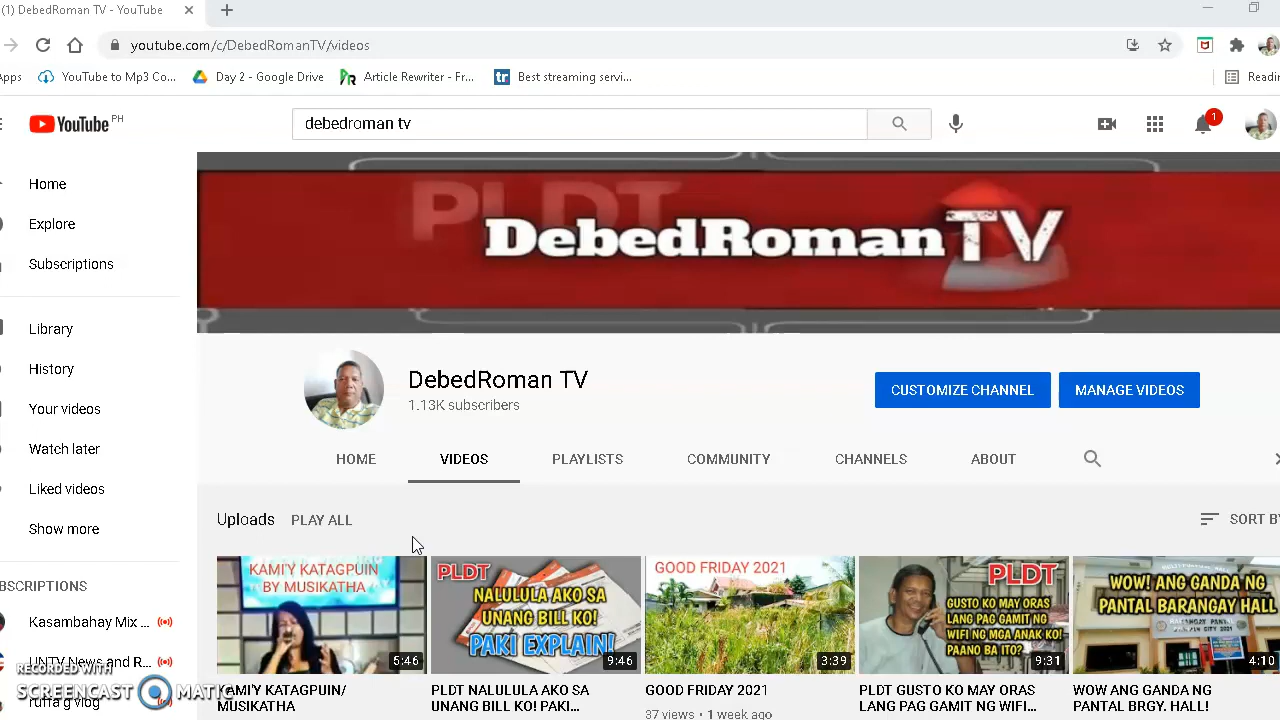 (1) DebedRoman TV - YouTube
youtube.com/c/DebedRomanTV/videos
Apps
YouTube to Mp3 Co...
Day 2 - Google Drive
Article Rewriter - Fr...
Best streaming servi...
Readin
YouTube PH
debedroman tv
1
Home
Explore
Subscriptions
Library
History
Your videos
Watch later
Liked videos
Show more
BSCRIPTIONS
Kasambahay Mix ...
UNTV News and R...
ruffa g vlog
PLDT
DebedRomanTV
DebedRoman TV
1.13K subscribers
CUSTOMIZE CHANNEL
MANAGE VIDEOS
HOME
VIDEOS
PLAYLISTS
COMMUNITY
CHANNELS
ABOUT
Uploads
PLAY ALL
SORT BY
KAMI'Y KATAGPUIN
BY MUSIKATHA
5:46
KAMI'Y KATAGPUIN/
MUSIKATHA
PLDT
NALULULA AKO SA
UNANG BILL KO!
PAKI EXPLAIN!
9:46
PLDT NALULULA AKO SA
UNANG BILL KO! PAKI...
GOOD FRIDAY 2021
3:39
GOOD FRIDAY 2021
37 views • 1 week ago
PLDT
GUSTO KO MAY ORAS
LANG PAG GAMIT NG
WIFI NG MGA ANAK KO!
PAANO BA ITO?
9:31
PLDT GUSTO KO MAY ORAS
LANG PAG GAMIT NG WIFI...
WOW! ANG GANDA NG
PANTAL BARANGAY HALL
4:10
WOW ANG GANDA NG
PANTAL BRGY. HALL!
RECORDED WITH
SCREENCAST MATIC